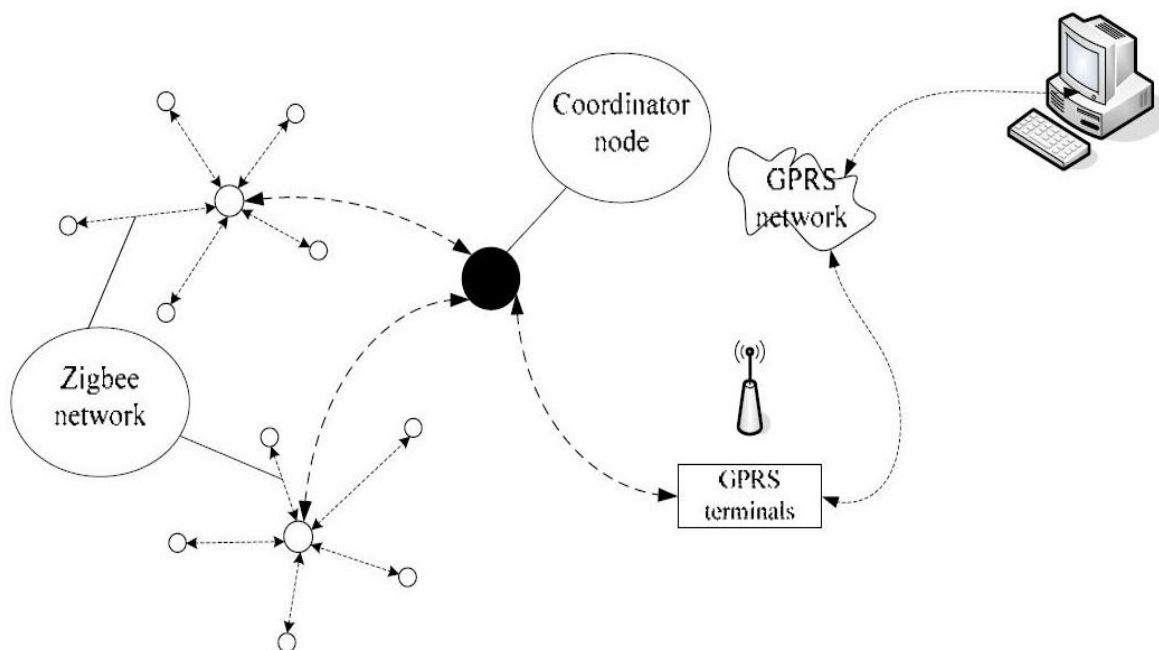 Coordinator
node
GPRS
network
Zigbee
network
GPRS
terminals